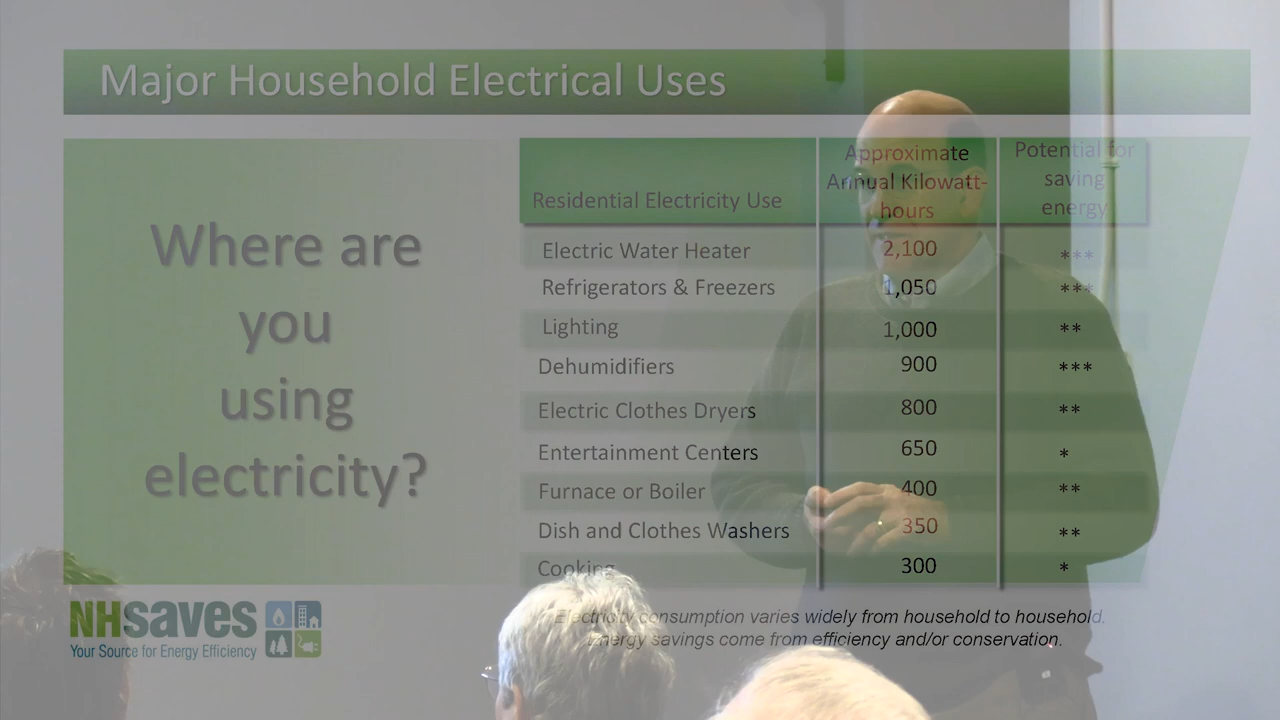 Major Household Electrical Uses
Where are
you
using
electricity?
Residential Electricity Use
Approximate
Annual Kilowatt-
hours
Potential for
saving
energy
Electric Water Heater 2,100 ***
Refrigerators & Freezers 1,050 ***
Lighting 1,000 **
Dehumidifiers 900 ***
Electric Clothes Dryers 800 **
Entertainment Centers 650 *
Furnace or Boiler 400 **
Dish and Clothes Washers 350 **
Cooking 300 *
Electricity consumption varies widely from household to household.
Energy savings come from efficiency and/or conservation.
NHsaves
Your Source for Energy Efficiency